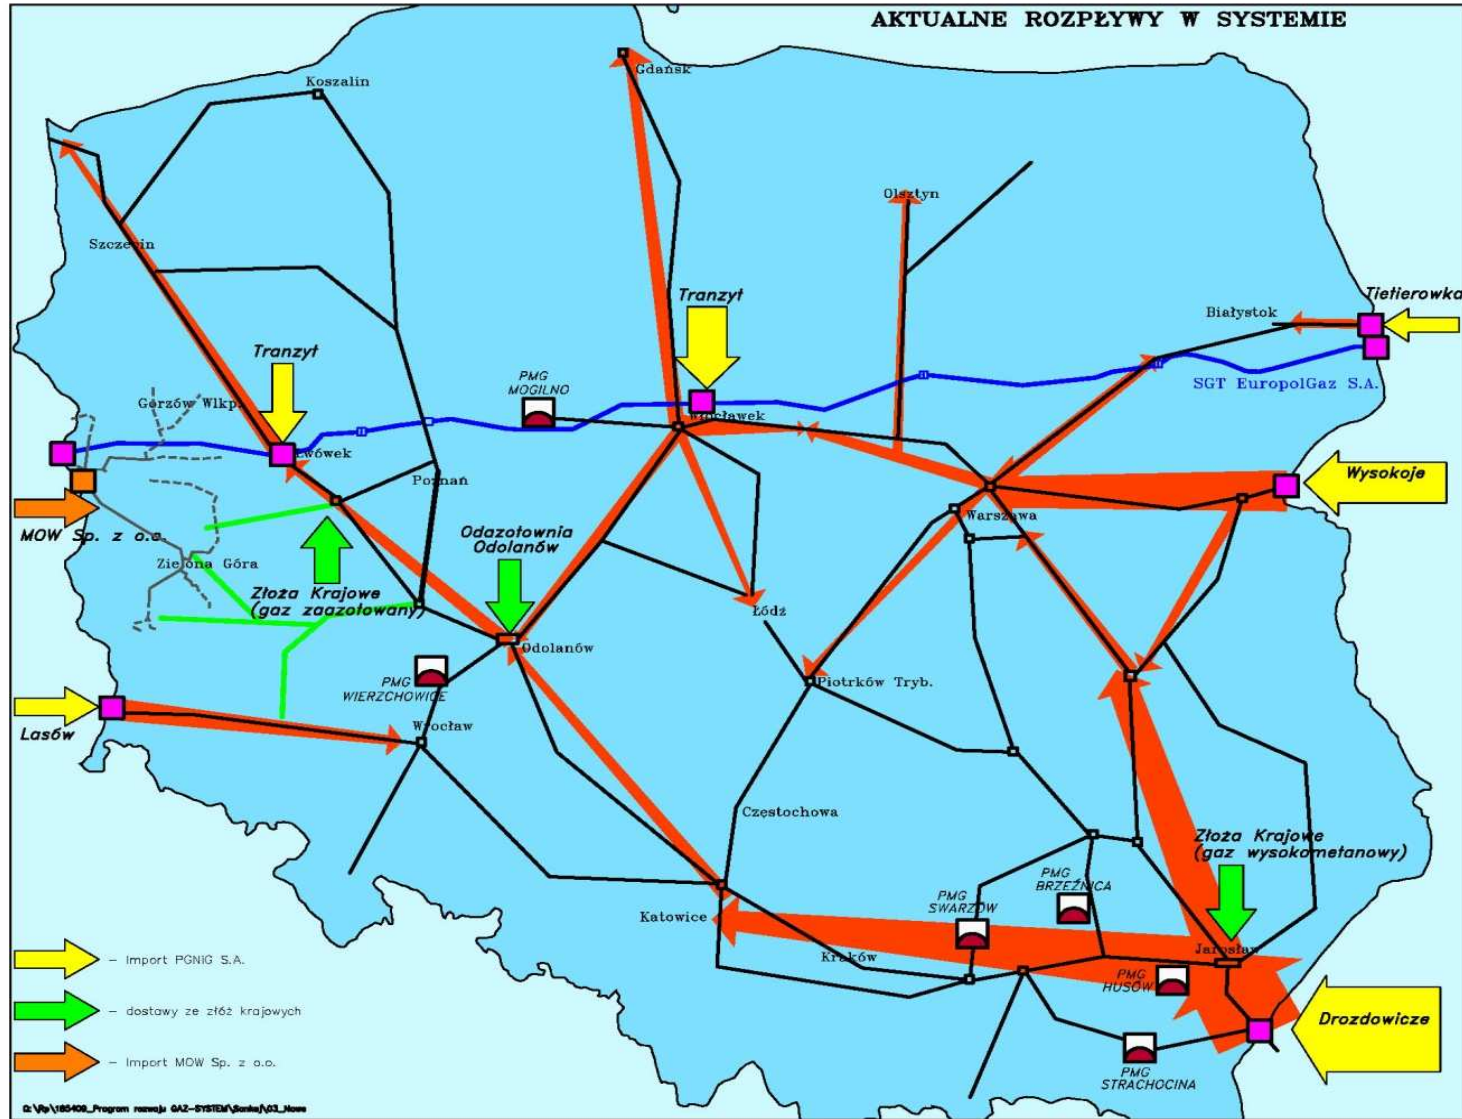 AKTUALNE ROZPŁYWY W SYSTEMIE
Gdańsk
Koszalin
Olsztyn
Szczecin
Tranzyt
Tietierowka
Białystok
Tranzyt
PMG
MOGILNO
SGT EuropolGaz S.A.
Gorzów Wlkp.
Włocławek
Lwówek
Wysokoje
Poznań
Warszawa
MOW Sp. z o.o.
Odazotownia
Odolanów
Zielona Góra
Złoża Krajowe
(gaz zaazotowany)
Łódź
Odolanów
PMG
WIERZCHOWICE
Piotrków Tryb.
Lasów
Wrocław
Częstochowa
Złoża Krajowe
(gaz wysokometanowy)
PMG
BRZEŹNICA
PMG
SWARZÓW
Katowice
Kraków
Jarosław
PMG
HUSÓW
Drozdowicze
PMG
STRACHOCINA
– Import PGNIG S.A.
– dostawy ze złóż krajowych
– Import MOW Sp. z o.o.